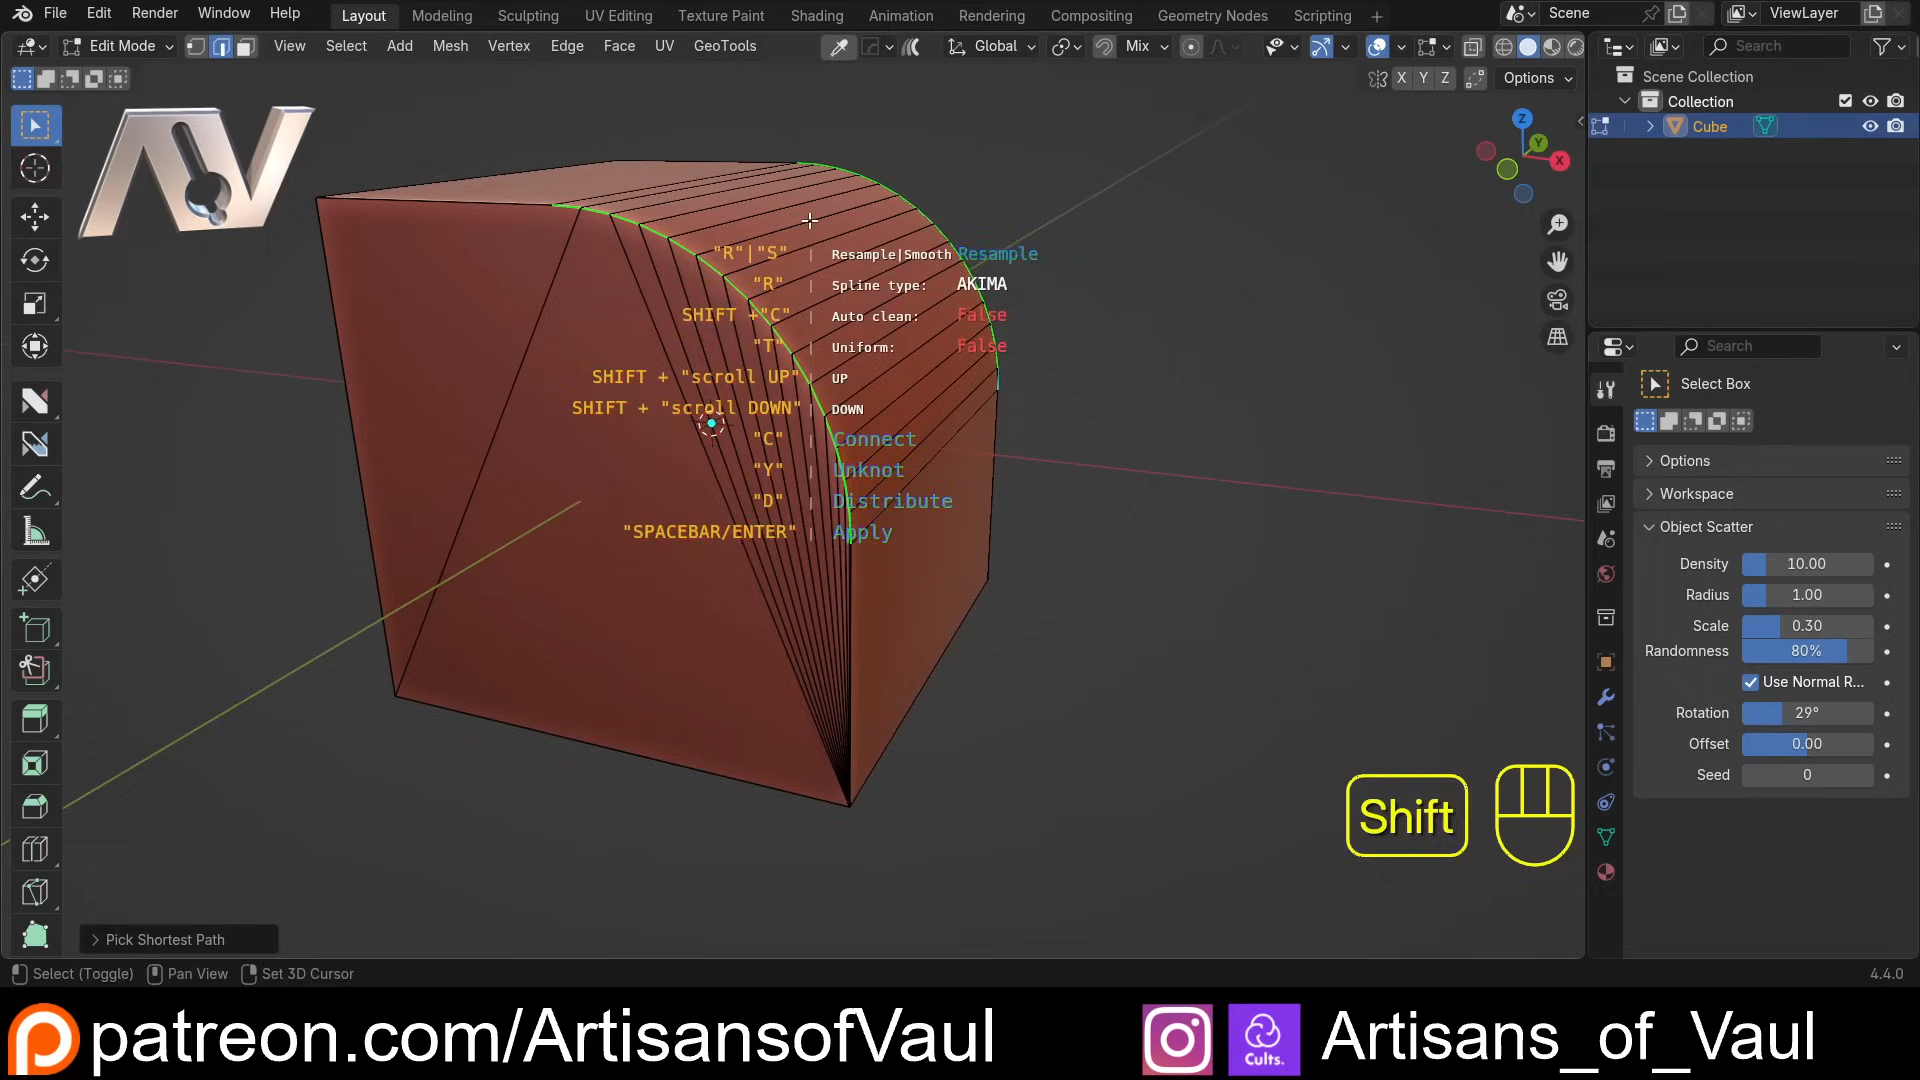 File Edit Render Window Help Layout Modeling Sculpting UV Editing Texture Paint Shading Animation Rendering Compositing Geometry Nodes Scripting + Scene ViewLayer
Edit Mode View Select Add Mesh Vertex Edge Face UV GeoTools Global Mix Search
X Y Z Options
Scene Collection
Collection
Cube
AV
Z
Y
X
"R"|"S" | Resample|Smooth Resample
"R" | Spline type: AKIMA
SHIFT +"C" | Auto clean: False
"T" | Uniform: False
SHIFT + "scroll UP" | UP
SHIFT + "scroll DOWN" | DOWN
"C" | Connect
"Y" | Unknot
"D" | Distribute
"SPACEBAR/ENTER" | Apply
Search
Select Box
Options
Workspace
Object Scatter
Density 10.00
Radius 1.00
Scale 0.30
Randomness 80%
Use Normal R...
Rotation 29°
Offset 0.00
Seed 0
Shift
Pick Shortest Path
Select (Toggle) Pan View Set 3D Cursor 4.4.0
patreon.com/ArtisansofVaul
Cults.
Artisans_of_Vaul